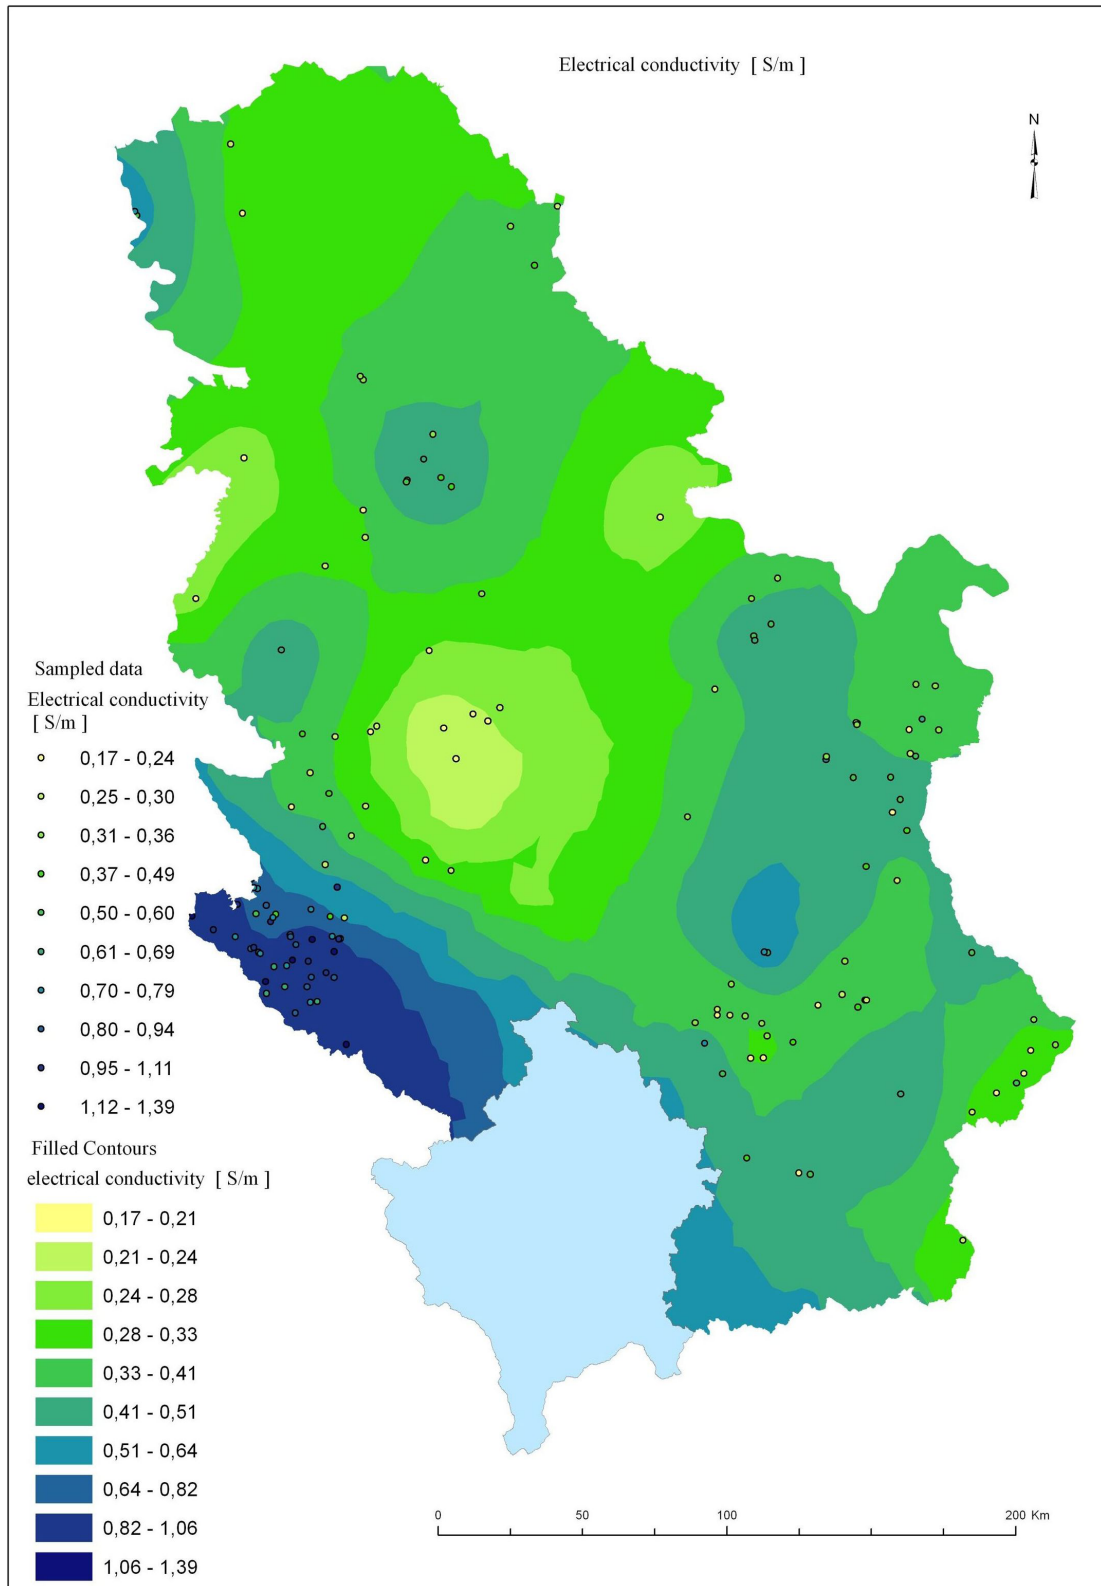 Electrical conductivity [ S/m ]
N
Sampled data
Electrical conductivity
[ S/m ]
0,17 - 0,24
0,25 - 0,30
0,31 - 0,36
0,37 - 0,49
0,50 - 0,60
0,61 - 0,69
0,70 - 0,79
0,80 - 0,94
0,95 - 1,11
1,12 - 1,39
Filled Contours
electrical conductivity [ S/m ]
0,17 - 0,21
0,21 - 0,24
0,24 - 0,28
0,28 - 0,33
0,33 - 0,41
0,41 - 0,51
0,51 - 0,64
0,64 - 0,82
0,82 - 1,06
1,06 - 1,39
0 50 100 200 Km